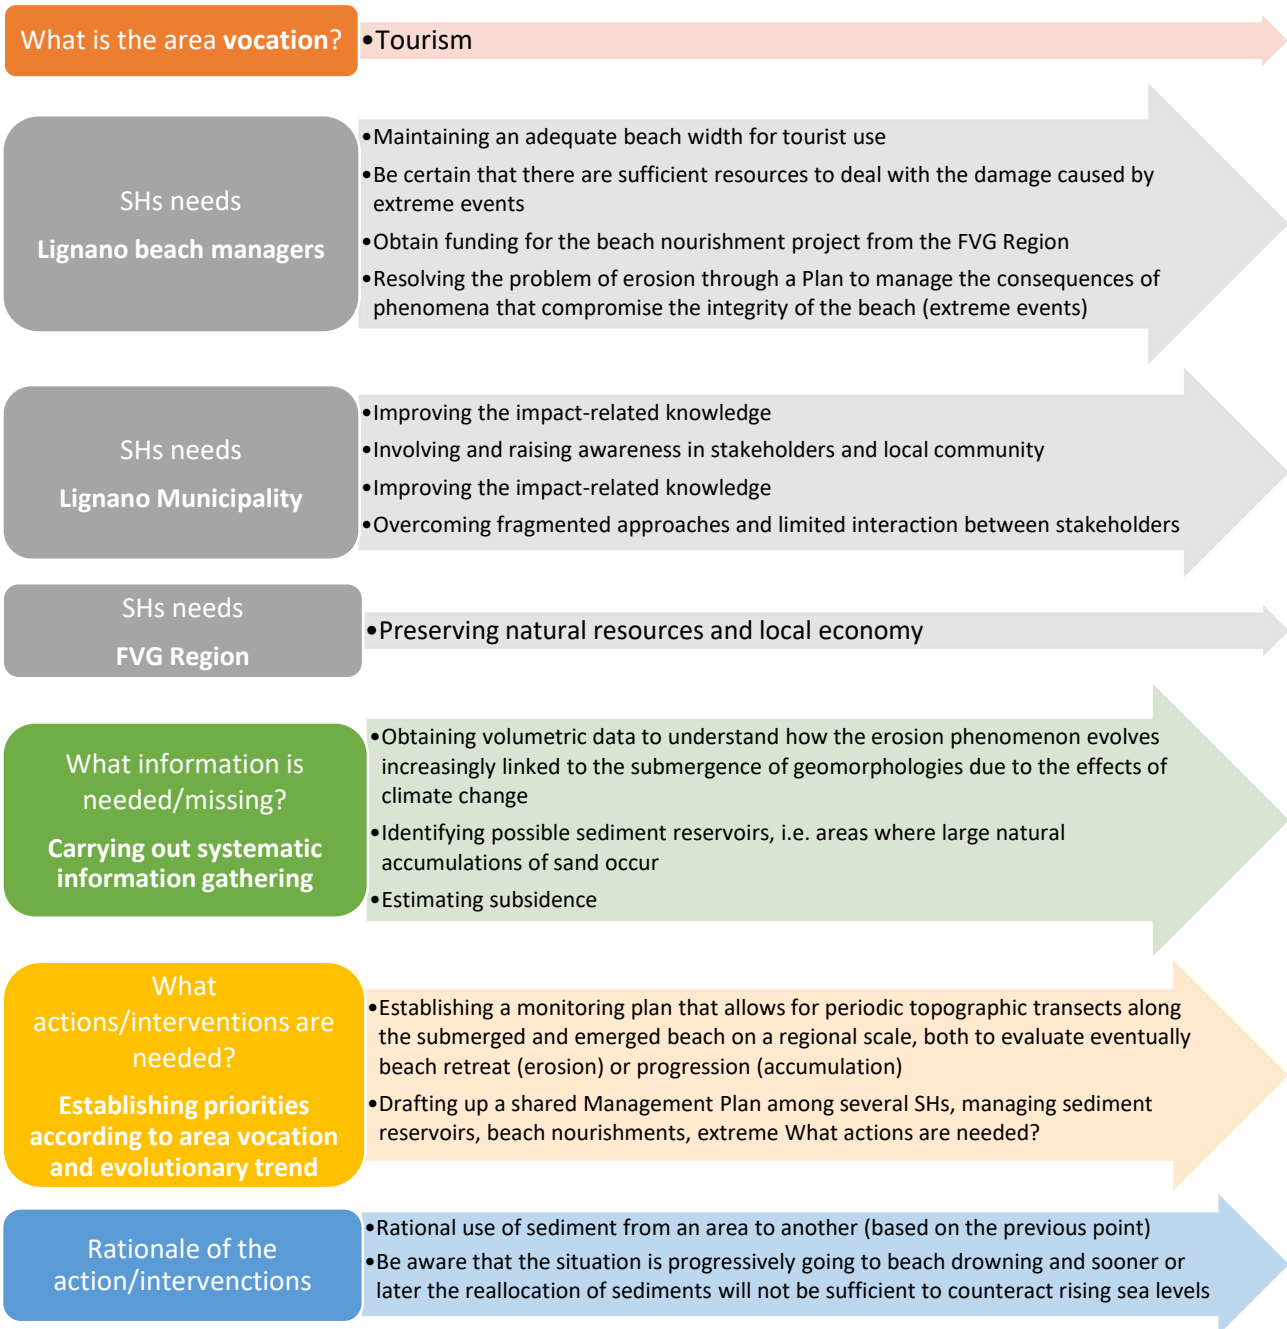 What is the area vocation?
•Tourism
SHs needs
Lignano beach managers
•Maintaining an adequate beach width for tourist use
•Be certain that there are sufficient resources to deal with the damage caused by
extreme events
•Obtain funding for the beach nourishment project from the FVG Region
•Resolving the problem of erosion through a Plan to manage the consequences of
phenomena that compromise the integrity of the beach (extreme events)
SHs needs
Lignano Municipality
•Improving the impact-related knowledge
•Involving and raising awareness in stakeholders and local community
•Improving the impact-related knowledge
•Overcoming fragmented approaches and limited interaction between stakeholders
SHs needs
FVG Region
•Preserving natural resources and local economy
What information is
needed/missing?
Carrying out systematic
information gathering
•Obtaining volumetric data to understand how the erosion phenomenon evolves
increasingly linked to the submergence of geomorphologies due to the effects of
climate change
•Identifying possible sediment reservoirs, i.e. areas where large natural
accumulations of sand occur
•Estimating subsidence
What
actions/interventions are
needed?
Establishing priorities
according to area vocation
and evolutionary trend
•Establishing a monitoring plan that allows for periodic topographic transects along
the submerged and emerged beach on a regional scale, both to evaluate eventually
beach retreat (erosion) or progression (accumulation)
•Drafting up a shared Management Plan among several SHs, managing sediment
reservoirs, beach nourishments, extreme What actions are needed?
Rationale of the
action/intervenctions
•Rational use of sediment from an area to another (based on the previous point)
•Be aware that the situation is progressively going to beach drowning and sooner or
later the reallocation of sediments will not be sufficient to counteract rising sea levels